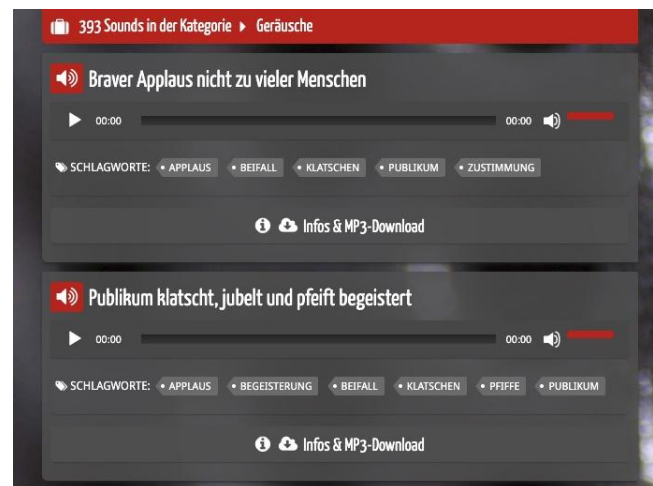 393 Sounds in der Kategorie ▸ Geräusche
Braver Applaus nicht zu vieler Menschen
00:00 00:00
SCHLAGWORTE: • APPLAUS • BEIFALL • KLATSCHEN • PUBLIKUM • ZUSTIMMUNG
Infos & MP3-Download
Publikum klatscht, jubelt und pfeift begeistert
00:00 00:00
SCHLAGWORTE: • APPLAUS • BEGEISTERUNG • BEIFALL • KLATSCHEN • PFIFFE • PUBLIKUM
Infos & MP3-Download